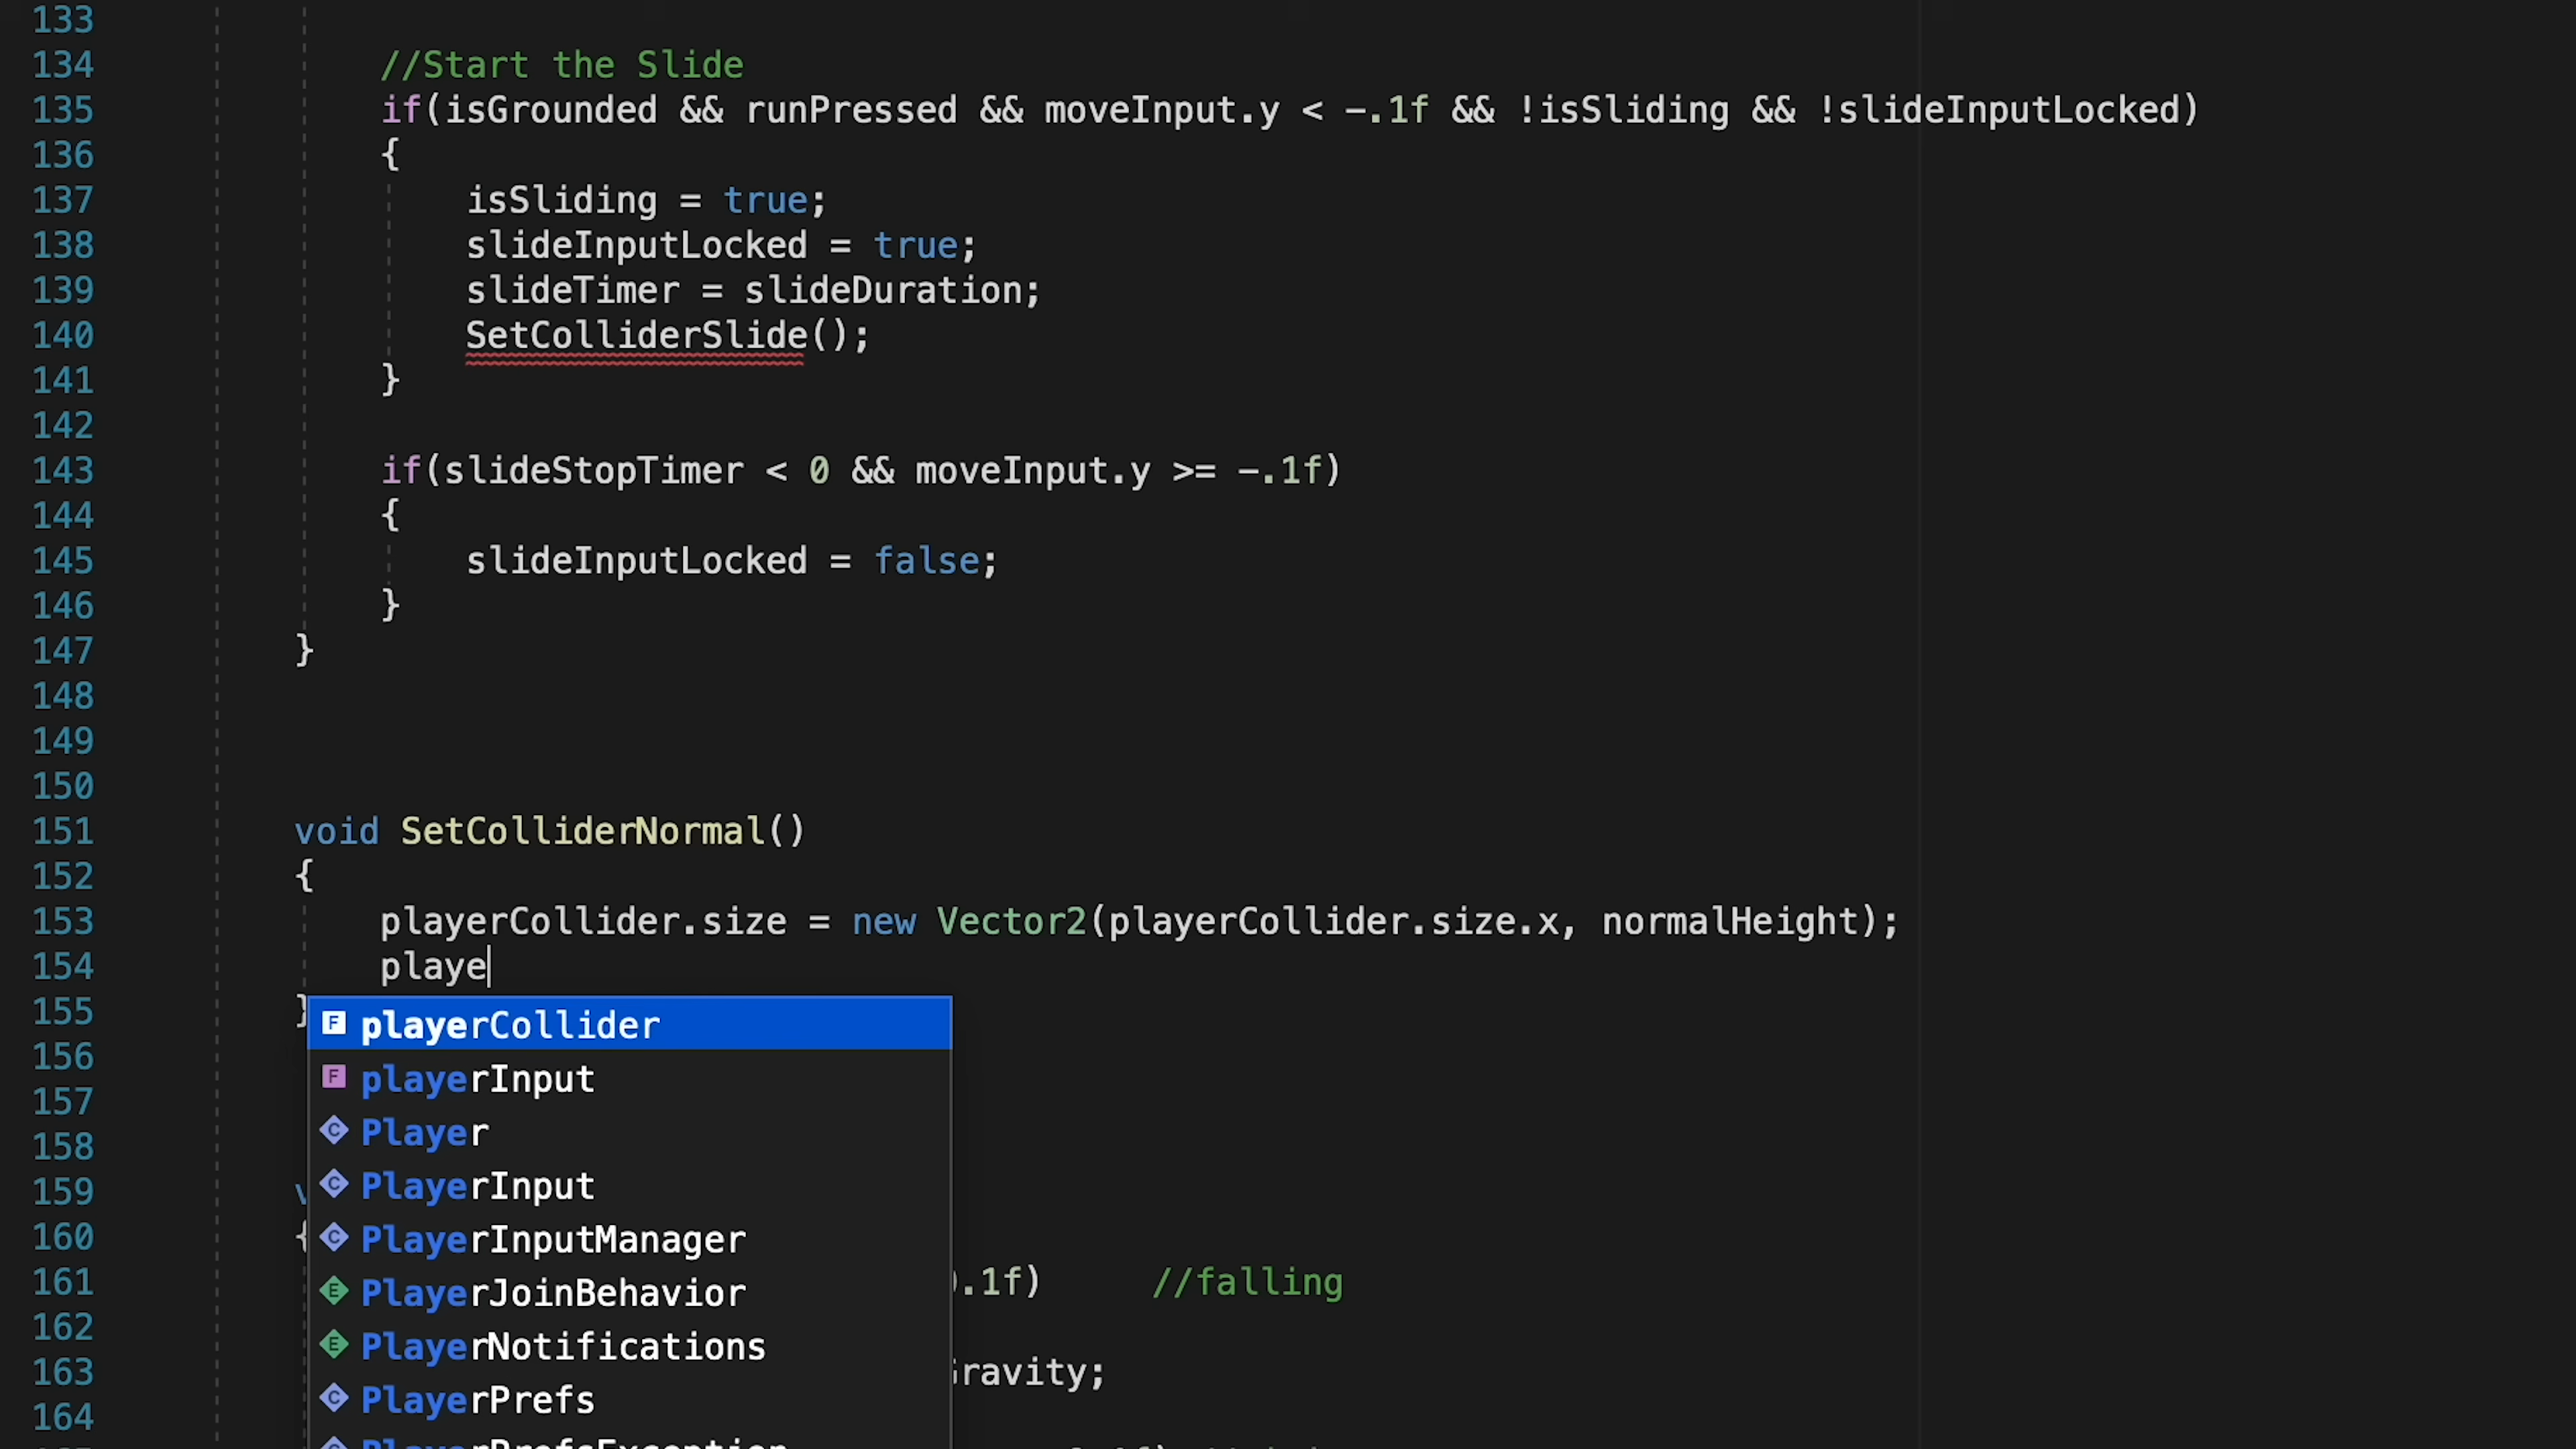 133
134 //Start the Slide
135 if(isGrounded && runPressed && moveInput.y < -.1f && !isSliding && !slideInputLocked)
136 {
137 isSliding = true;
138 slideInputLocked = true;
139 slideTimer = slideDuration;
140 SetColliderSlide();
141 }
142
143 if(slideStopTimer < 0 && moveInput.y >= -.1f)
144 {
145 slideInputLocked = false;
146 }
147 }
148
149
150
151 void SetColliderNormal()
152 {
153 playerCollider.size = new Vector2(playerCollider.size.x, normalHeight);
154 playe
155 }
F playerCollider
156
F playerInput
157
C Player
158
159
C PlayerInput
160 {
C PlayerInputManager
161 .1f) //falling
E PlayerJoinBehavior
162
E PlayerNotifications
163 ravity;
C PlayerPrefs
164
PlayerPrefsException